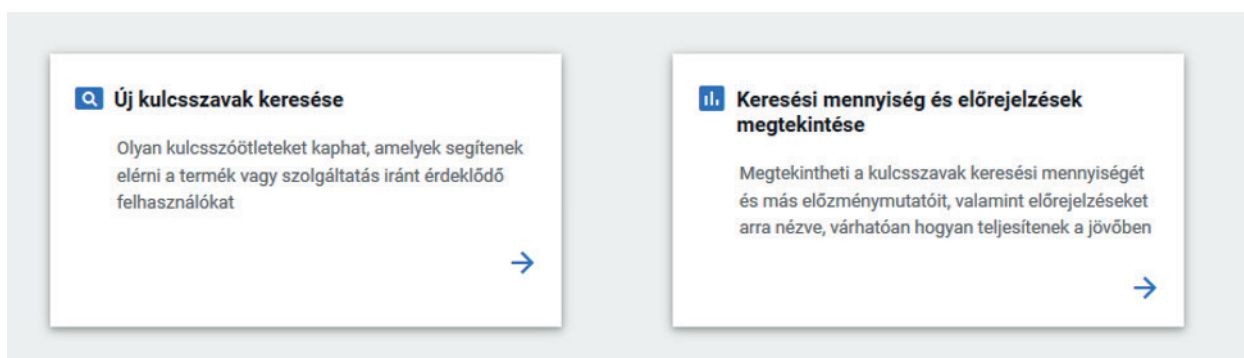 Új kulcsszavak keresése
Olyan kulcsszóötleteket kaphat, amelyek segítenek
elérni a termék vagy szolgáltatás iránt érdeklődő
felhasználókat
Keresési mennyiség és előrejelzések
megtekintése
Megtekintheti a kulcsszavak keresési mennyiségét
és más előzménymutatóit, valamint előrejelzéseket
arra nézve, várhatóan hogyan teljesítenek a jövőben